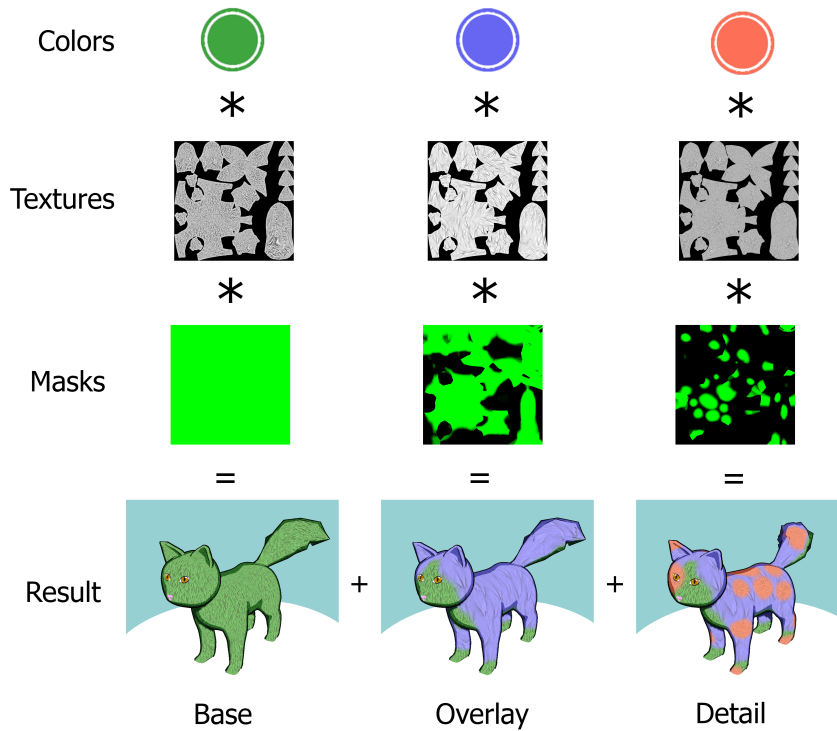 Colors
* * *
Textures
* * *
Masks
= = =
Result + +
Base Overlay Detail